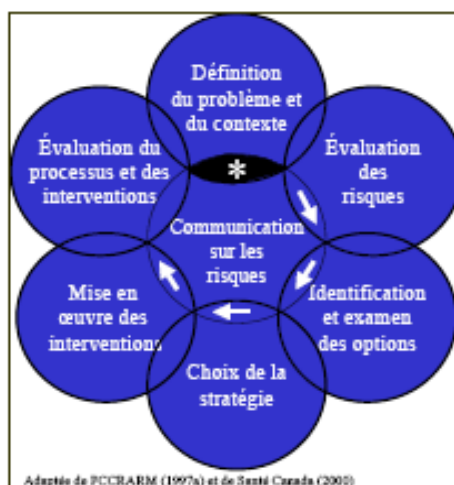 Définition
du problème et
du contexte
*
Évaluation du
processus et des
interventions
Évaluation
des
risques
Communication
sur les
risques
Mise en
œuvre des
interventions
Identification
et examen
des options
Choix de la
stratégie
Adaptée de PCCRARM (1997a) et de Santé Canada (2000)